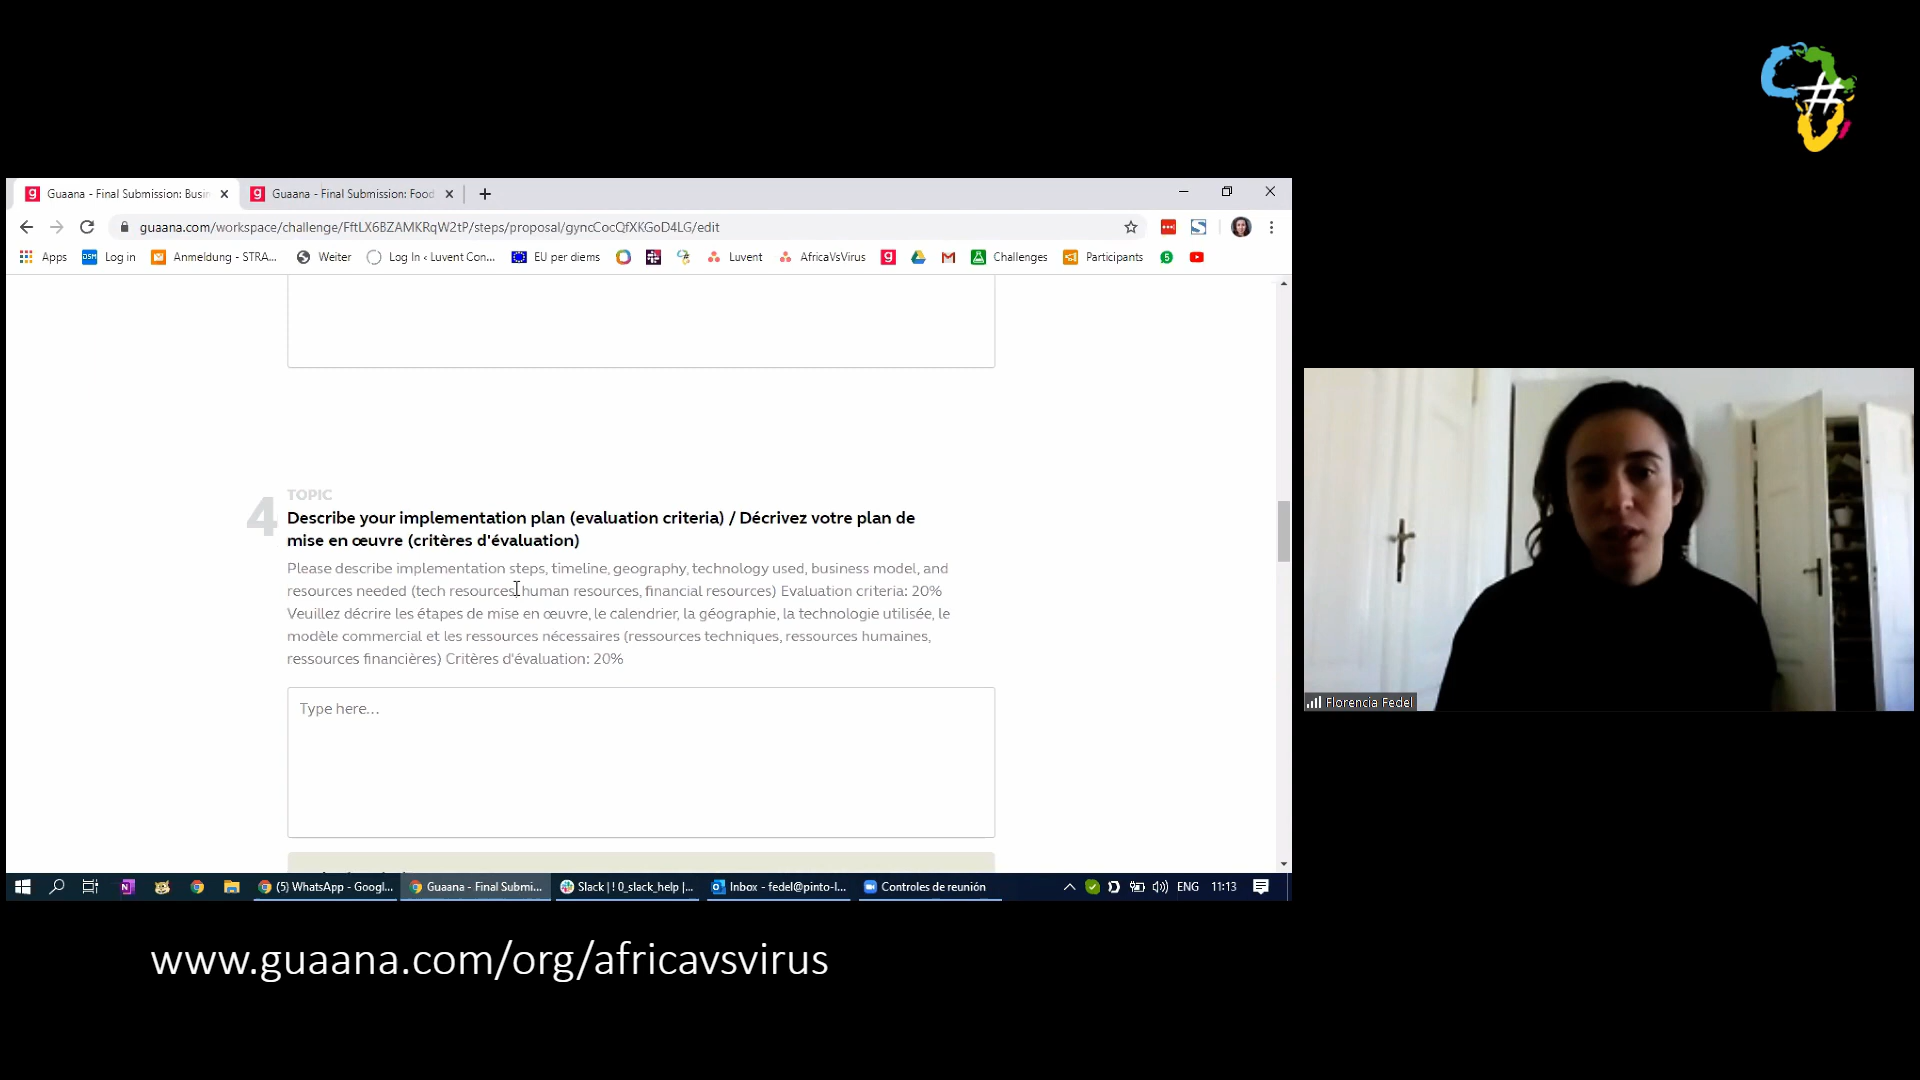 Guaana - Final Submission: Busin
Guaana - Final Submission: Food
guaana.com/workspace/challenge/FftLX6BZAMKRqW2tP/steps/proposal/gyncCocQfXKGoD4LG/edit
Apps
Log in
Anmeldung - STRA...
Weiter
Log In ‹ Luvent Con...
EU per diems
Luvent
AfricaVsVirus
Challenges
Participants
4
TOPIC
Describe your implementation plan (evaluation criteria) / Décrivez votre plan de
mise en œuvre (critères d'évaluation)
Please describe implementation steps, timeline, geography, technology used, business model, and
resources needed (tech resources, human resources, financial resources) Evaluation criteria: 20%
Veuillez décrire les étapes de mise en œuvre, le calendrier, la géographie, la technologie utilisée, le
modèle commercial et les ressources nécessaires (ressources techniques, ressources humaines,
ressources financières) Critères d'évaluation: 20%
Type here...
(5) WhatsApp - Googl...
Guaana - Final Submi...
Slack | ! 0_slack_help |...
Inbox - fedel@pinto-l...
Controles de reunión
ENG
11:13
Florencia Fedel
#
www.guaana.com/org/africavsvirus